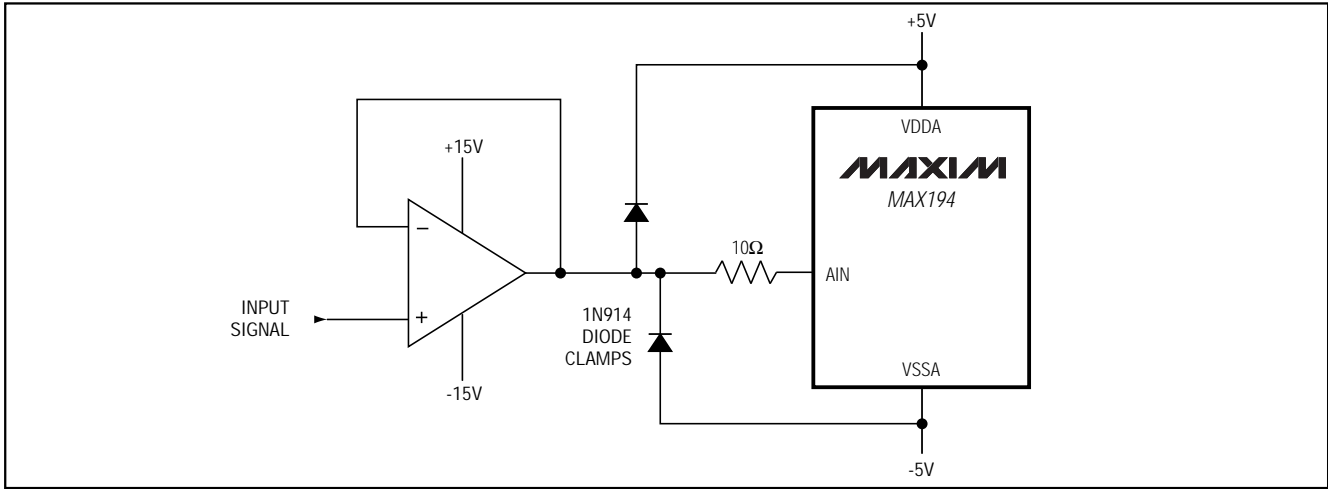 +5V
VDDA
MAXIM
MAX194
+15V
−
10Ω
AIN
INPUT
SIGNAL
+
1N914
DIODE
CLAMPS
-15V
VSSA
-5V